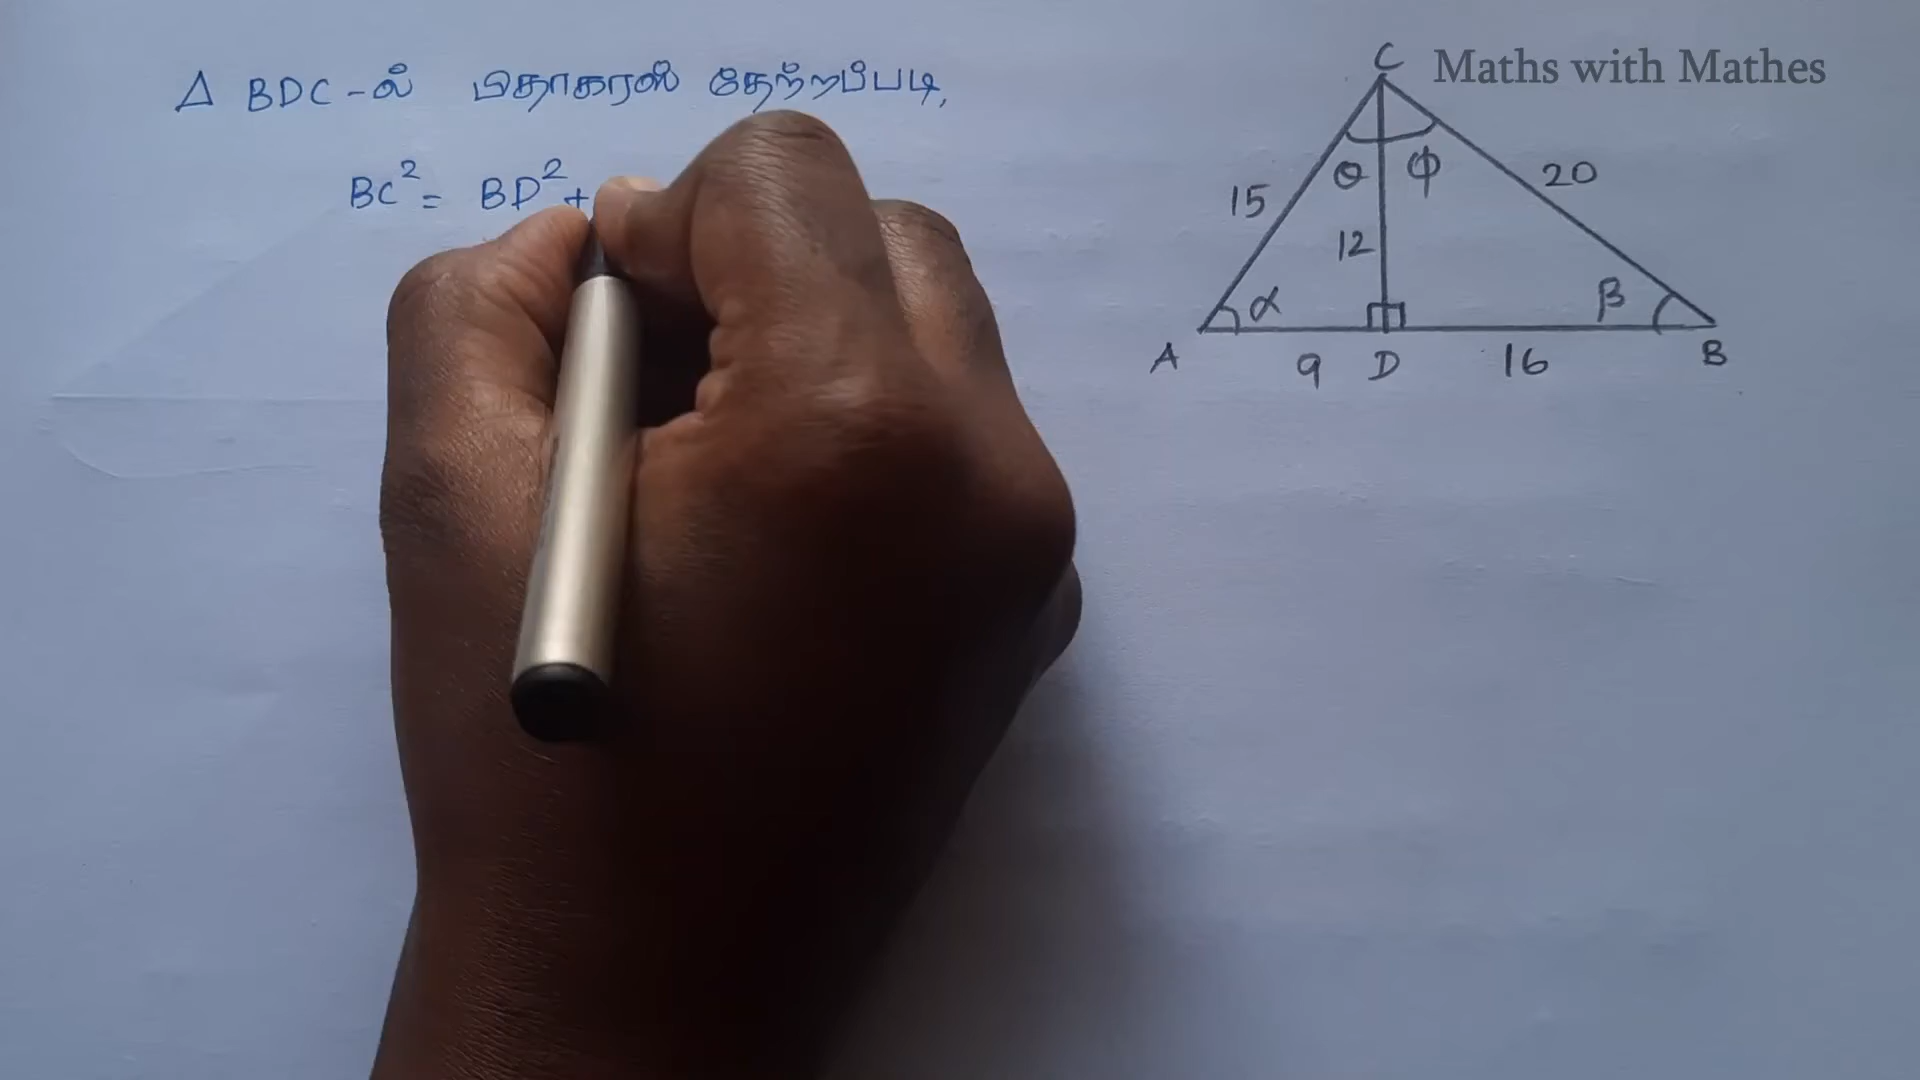 Δ BDC-ல் பிதாகரஸ் தேற்றப்படி,
BC² = BD² +
Maths with Mathes
C
15
θ
φ
20
12
α
β
A
9
D
16
B